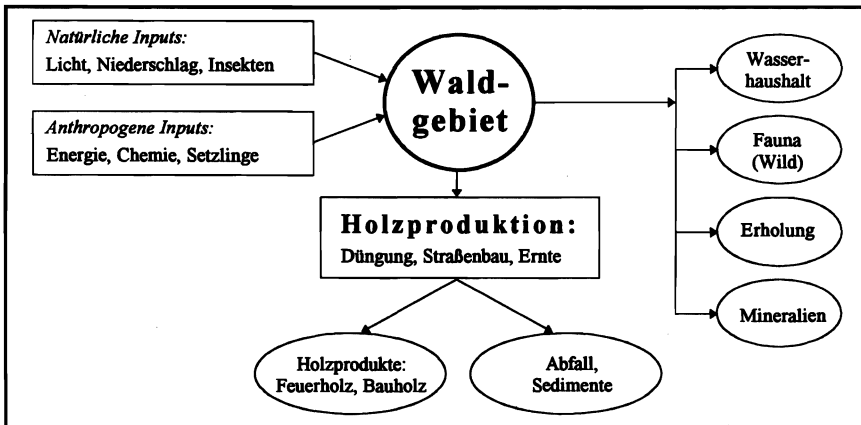 Natürliche Inputs:
Licht, Niederschlag, Insekten
Anthropogene Inputs:
Energie, Chemie, Setzlinge
Wald-
gebiet
Holzproduktion:
Düngung, Straßenbau, Ernte
Holzprodukte:
Feuerholz, Bauholz
Abfall,
Sedimente
Wasser-
haushalt
Fauna
(Wild)
Erholung
Mineralien